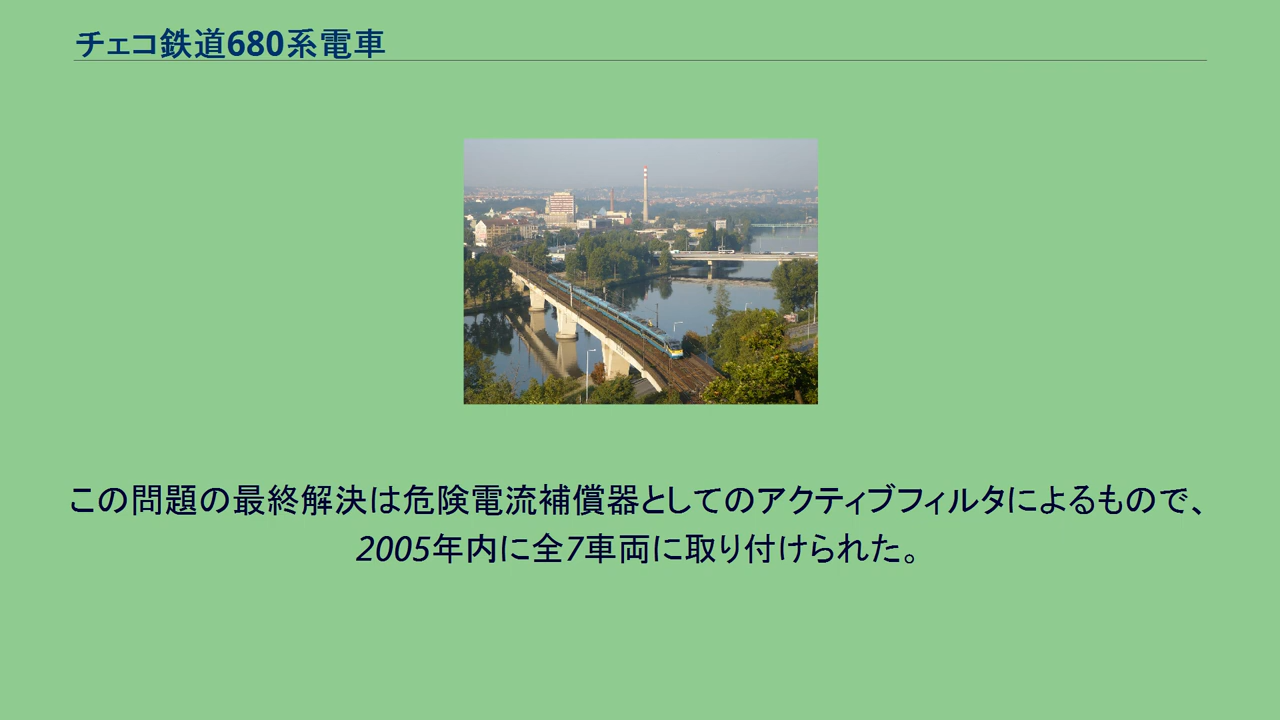 チェコ鉄道680系電車
この問題の最終解決は危険電流補償器としてのアクティブフィルタによるもので、
2005年内に全7車両に取り付けられた。